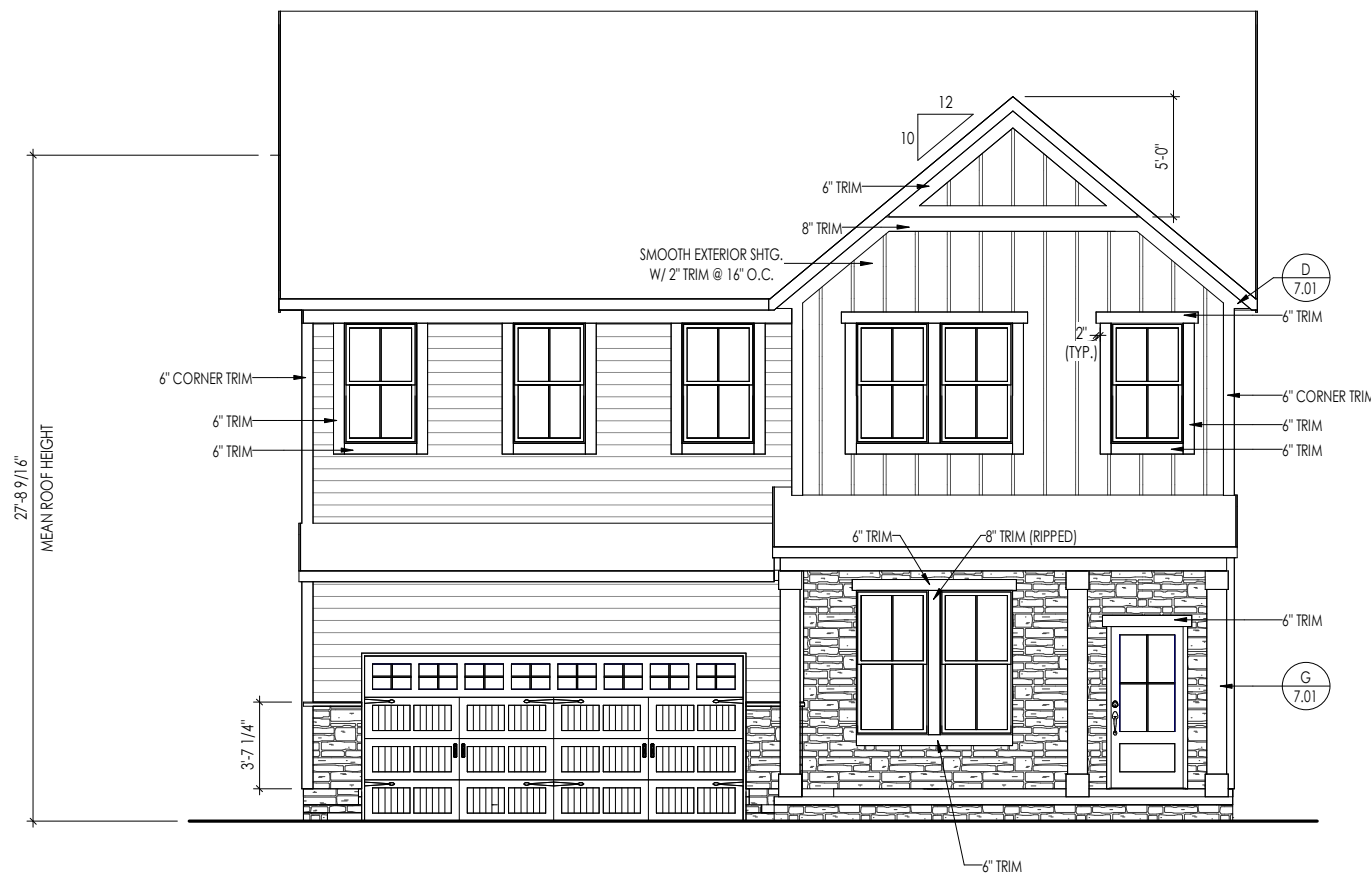 12
10
5'-0"
6" TRIM
8" TRIM
SMOOTH EXTERIOR SHTG.
W/ 2" TRIM @ 16" O.C.
D
7.01
6" TRIM
2"
(TYP.)
6" CORNER TRIM
6" CORNER TRIM
6" TRIM
6" TRIM
6" TRIM
6" TRIM
27'-8 9/16"
MEAN ROOF HEIGHT
6" TRIM
8" TRIM (RIPPED)
6" TRIM
G
7.01
3'-7 1/4"
6" TRIM